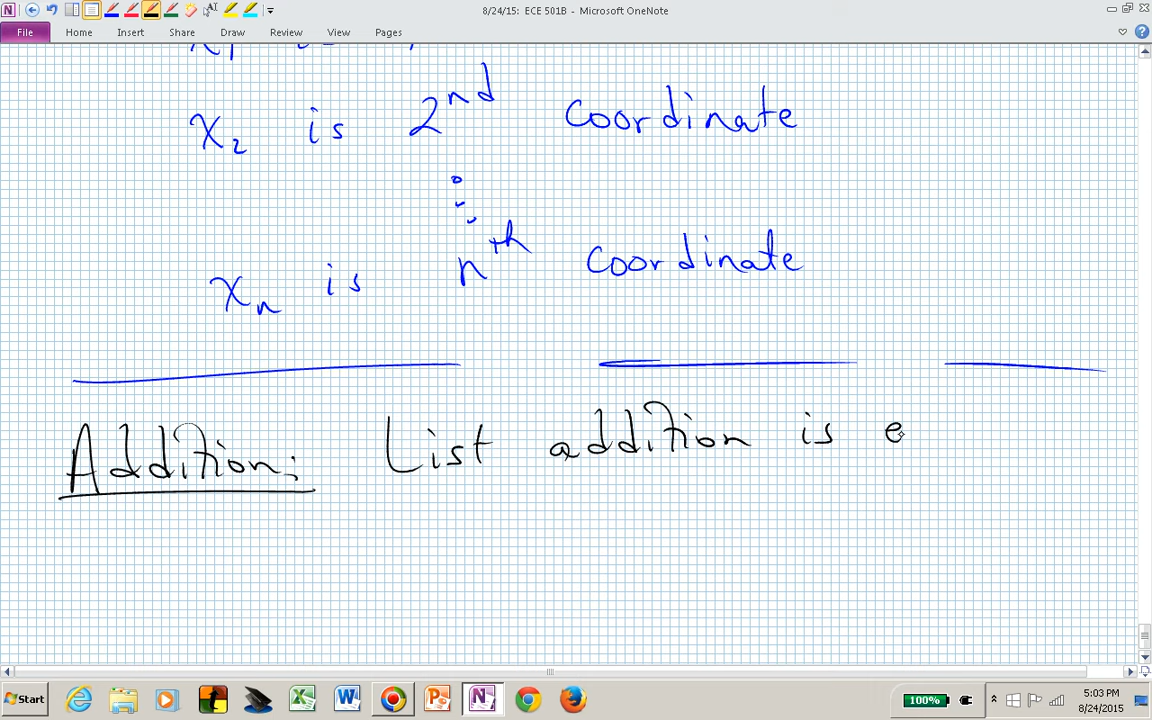 8/24/15: ECE 501B - Microsoft OneNote
File Home Insert Share Draw Review View Pages
x₂ is 2ⁿᵈ coordinate
xₙ is nᵗʰ coordinate
Addition: List addition is e
Start
100%
5:03 PM
8/24/2015